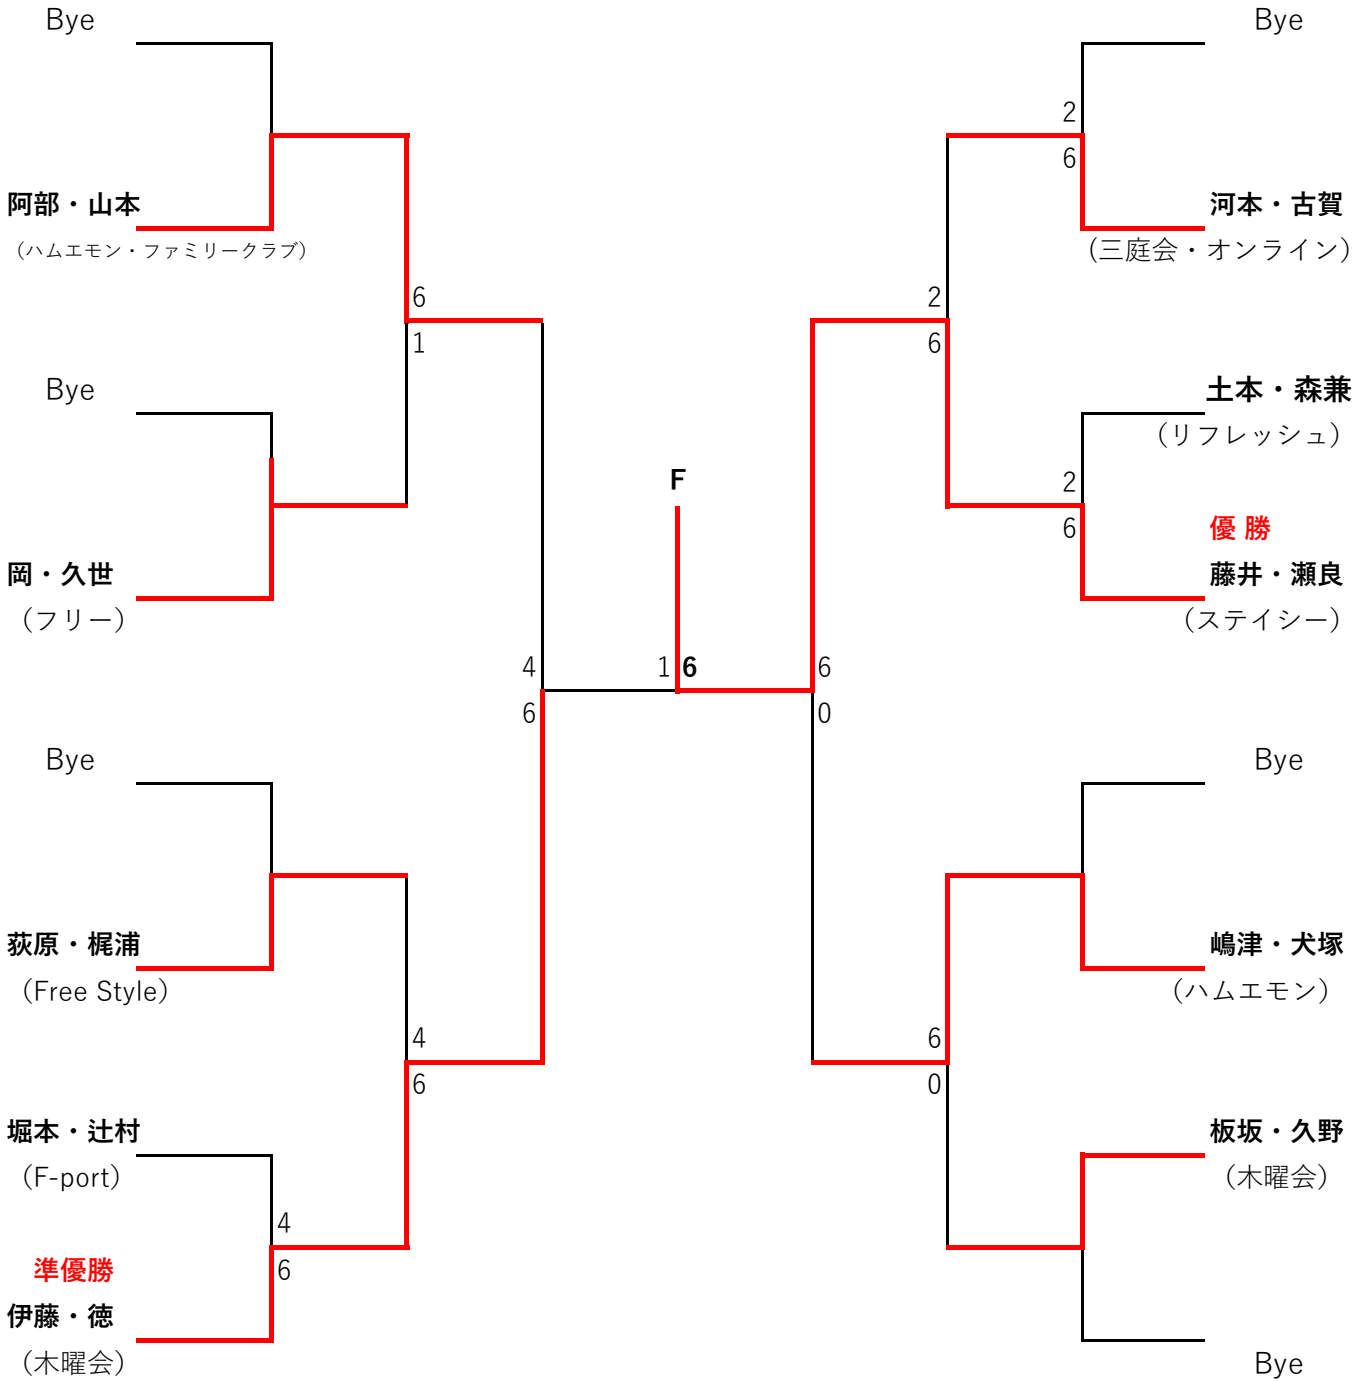 Bye
阿部・山本
（ハムエモン・ファミリークラブ）
6
1
Bye
岡・久世
（フリー）
4
6
Bye
荻原・梶浦
（Free Style）
4
6
堀本・辻村
（F-port）
4
6
準優勝
伊藤・徳
（木曜会）
F
1 6
Bye
2
6
河本・古賀
（三庭会・オンライン）
2
6
土本・森兼
（リフレッシュ）
2
6
優 勝
藤井・瀬良
（ステイシー）
6
0
Bye
嶋津・犬塚
（ハムエモン）
6
0
板坂・久野
（木曜会）
Bye